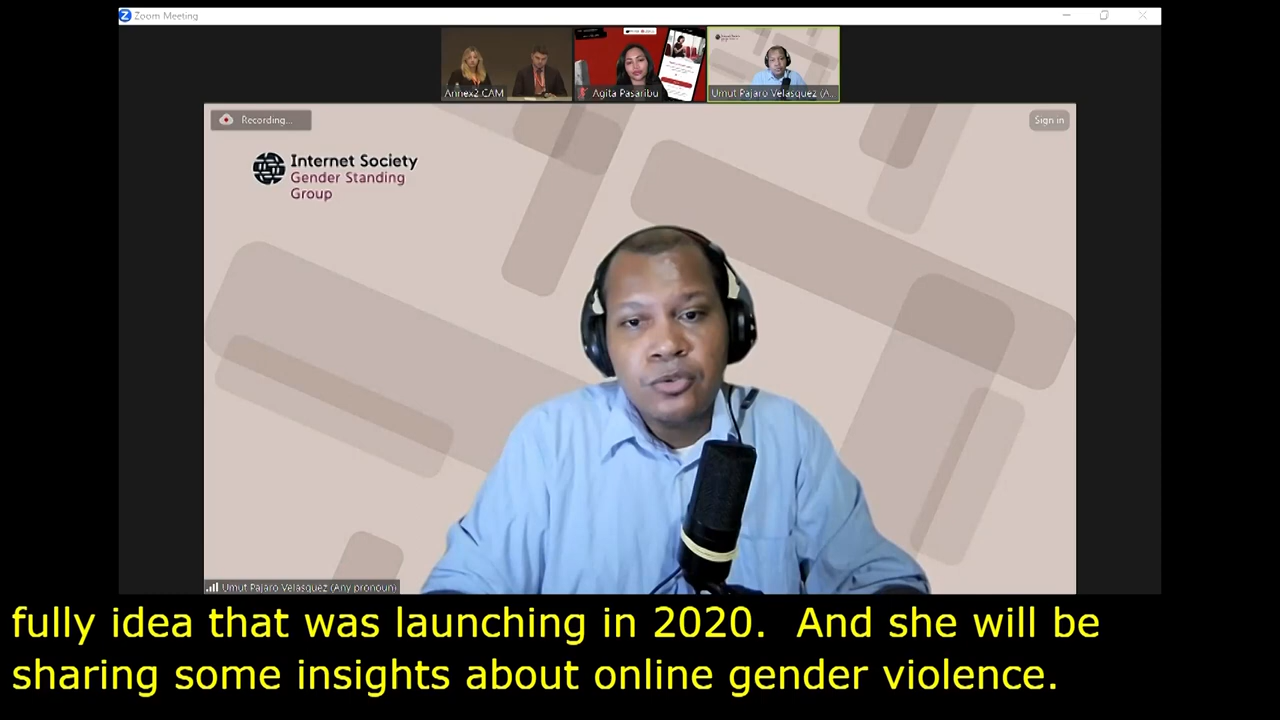 Zoom Meeting
Annex2 CAM
Agita Pasaribu
Umut Pajaro Velasquez (A...
Recording...
Sign in
Internet Society
Gender Standing
Group
Umut Pajaro Velasquez (Any pronoun)
fully idea that was launching in 2020.  And she will be
sharing some insights about online gender violence.